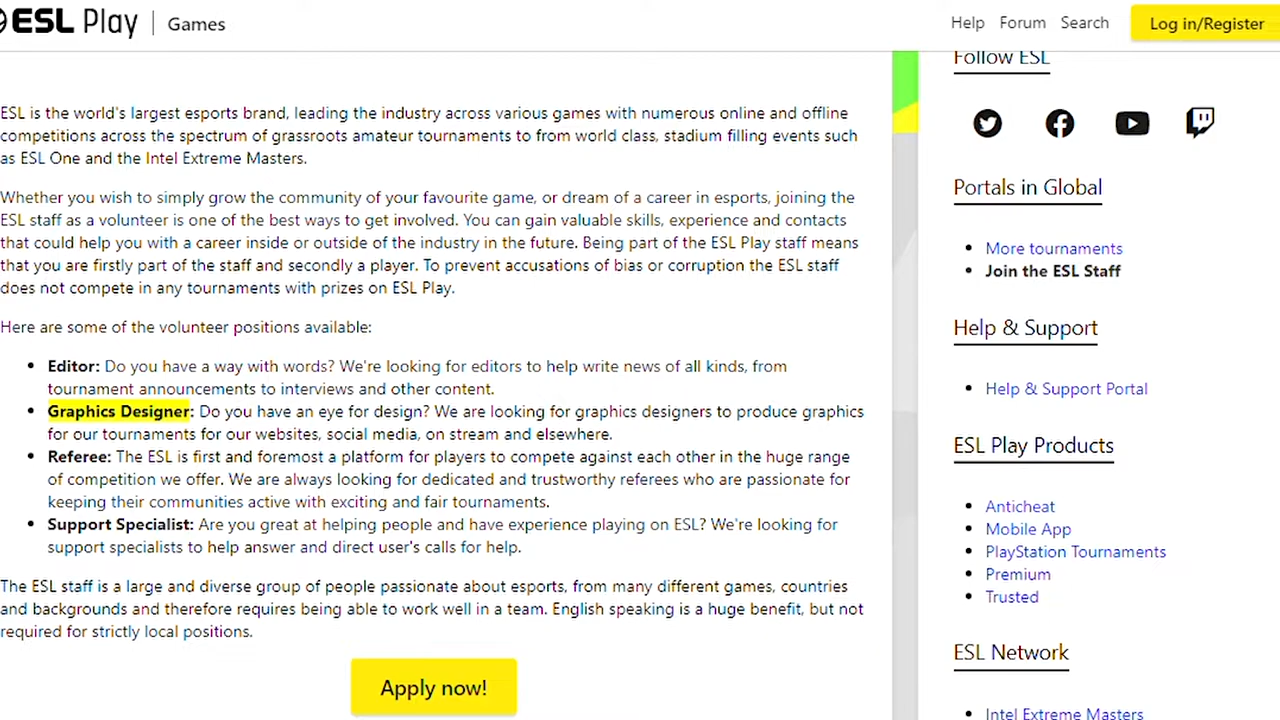 ESL Play | Games
Help Forum Search Log in/Register
ESL is the world's largest esports brand, leading the industry across various games with numerous online and offline
competitions across the spectrum of grassroots amateur tournaments to from world class, stadium filling events such
as ESL One and the Intel Extreme Masters.
Whether you wish to simply grow the community of your favourite game, or dream of a career in esports, joining the
ESL staff as a volunteer is one of the best ways to get involved. You can gain valuable skills, experience and contacts
that could help you with a career inside or outside of the industry in the future. Being part of the ESL Play staff means
that you are firstly part of the staff and secondly a player. To prevent accusations of bias or corruption the ESL staff
does not compete in any tournaments with prizes on ESL Play.
Here are some of the volunteer positions available:
• Editor: Do you have a way with words? We're looking for editors to help write news of all kinds, from
tournament announcements to interviews and other content.
• Graphics Designer: Do you have an eye for design? We are looking for graphics designers to produce graphics
for our tournaments for our websites, social media, on stream and elsewhere.
• Referee: The ESL is first and foremost a platform for players to compete against each other in the huge range
of competition we offer. We are always looking for dedicated and trustworthy referees who are passionate for
keeping their communities active with exciting and fair tournaments.
• Support Specialist: Are you great at helping people and have experience playing on ESL? We're looking for
support specialists to help answer and direct user's calls for help.
The ESL staff is a large and diverse group of people passionate about esports, from many different games, countries
and backgrounds and therefore requires being able to work well in a team. English speaking is a huge benefit, but not
required for strictly local positions.
Apply now!
Follow ESL
Portals in Global
• More tournaments
• Join the ESL Staff
Help & Support
• Help & Support Portal
ESL Play Products
• Anticheat
• Mobile App
• PlayStation Tournaments
• Premium
• Trusted
ESL Network
• Intel Extreme Masters